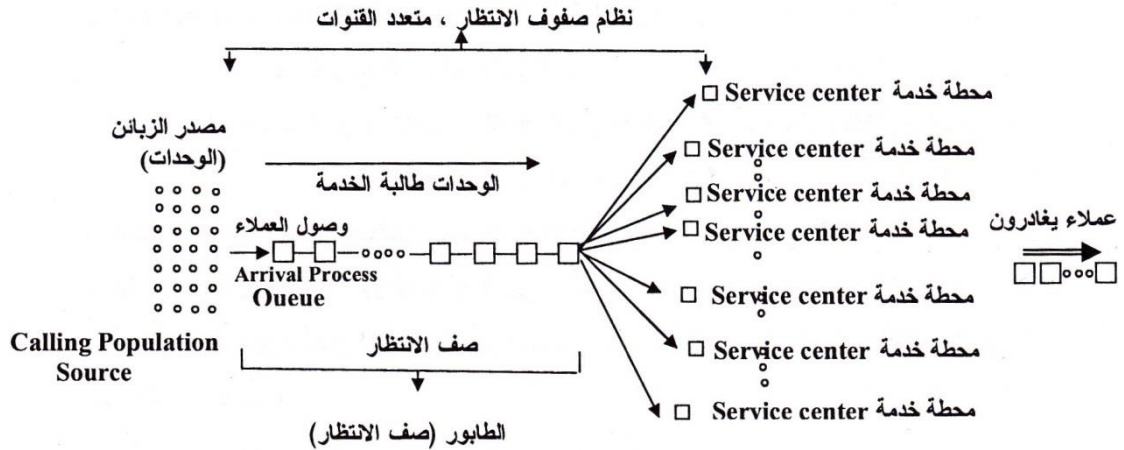 نظام صفوف الانتظار ، متعدد القنوات
محطة خدمة Service center
مصدر الزبائن
(الوحدات)
الوحدات طالبة الخدمة
محطة خدمة Service center
محطة خدمة Service center
محطة خدمة Service center
عملاء يغادرون
وصول العملاء
Arrival Process
Queue
محطة خدمة Service center
Calling Population
Source
صف الانتظار
محطة خدمة Service center
محطة خدمة Service center
الطابور (صف الانتظار)